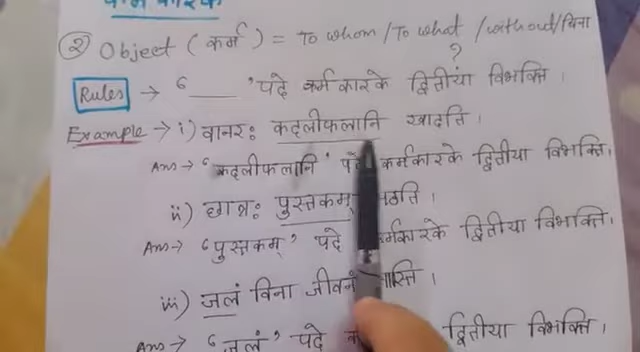 ② Object (कर्म) = To whom / To what / without / बिना
?
Rules → ‘ ____ ’ पदे कर्मकारके द्वितीया विभक्ति ।
Example → i) वानरः कदलीफलानि खादति ।
Ans → ‘कदलीफलानि’ पदे कर्मकारके द्वितीया विभक्ति ।
ii) छात्रः पुस्तकम् पठति ।
Ans → ‘पुस्तकम्’ पदे कर्मकारके द्वितीया विभक्ति ।
iii) जलं विना जीवनं नास्ति ।
Ans → ‘जलं’ पदे द्वितीया विभक्ति ।